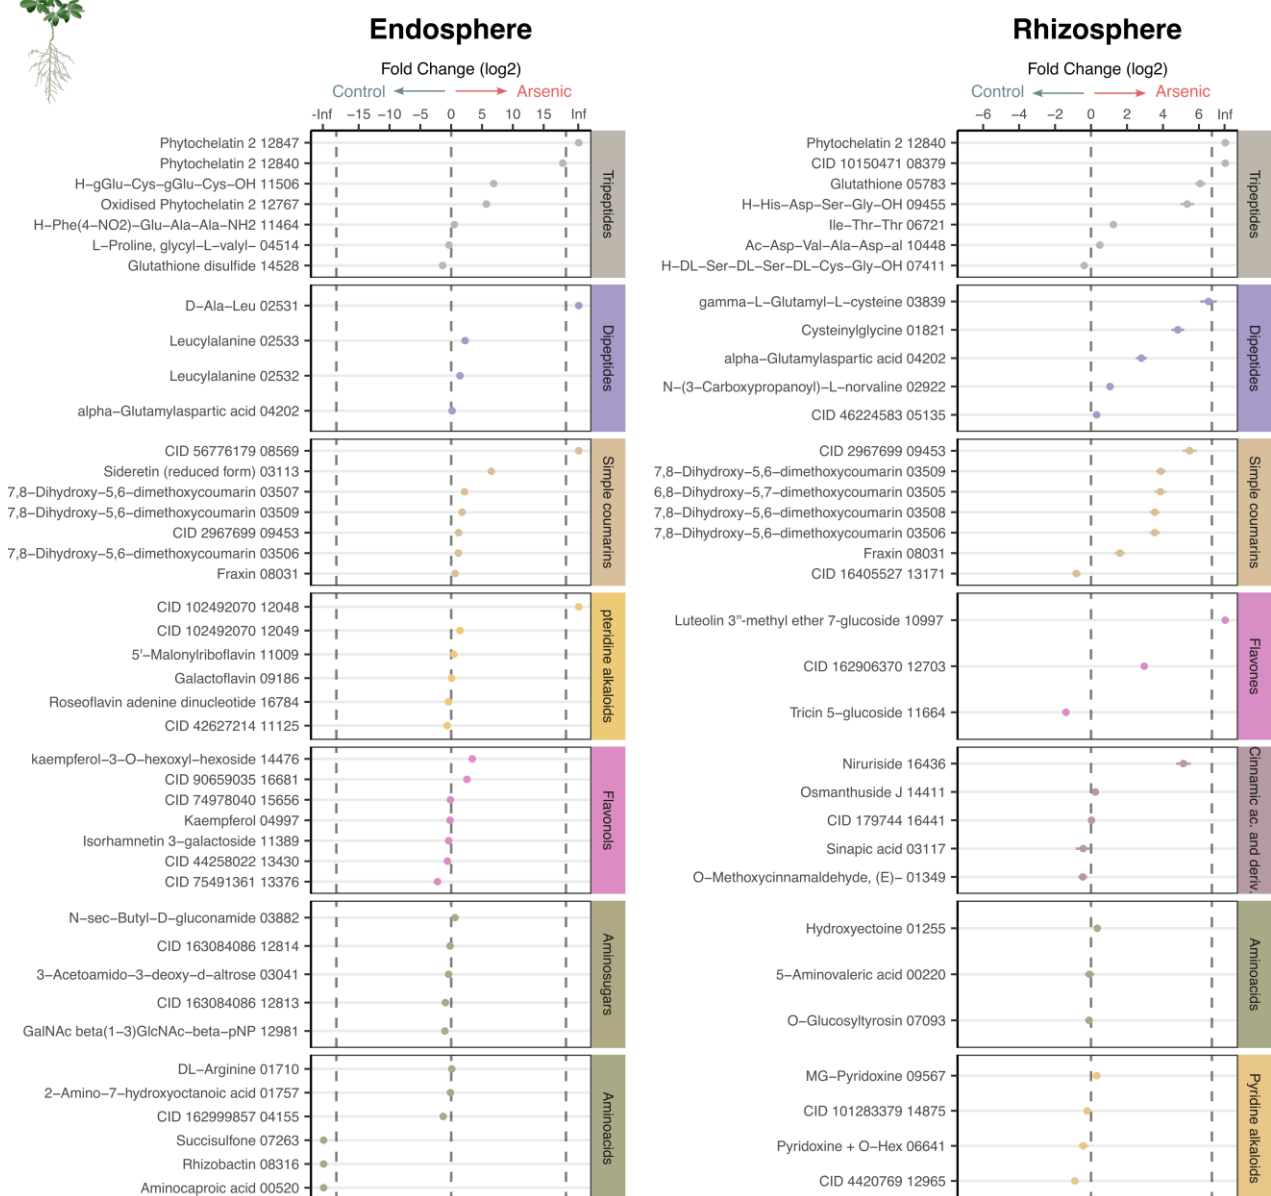 Endosphere
Fold Change (log2)
Control
Arsenic
-Inf −15 −10 −5 0 5 10 15 Inf
Phytochelatin 2 12847
Phytochelatin 2 12840
H−gGlu−Cys−gGlu−Cys−OH 11506
Oxidised Phytochelatin 2 12767
H−Phe(4−NO2)−Glu−Ala−Ala−NH2 11464
L−Proline, glycyl−L−valyl− 04514
Glutathione disulfide 14528
Tripeptides
D−Ala−Leu 02531
Leucylalanine 02533
Leucylalanine 02532
alpha−Glutamylaspartic acid 04202
Dipeptides
CID 56776179 08569
Sideretin (reduced form) 03113
7,8−Dihydroxy−5,6−dimethoxycoumarin 03507
7,8−Dihydroxy−5,6−dimethoxycoumarin 03509
CID 2967699 09453
7,8−Dihydroxy−5,6−dimethoxycoumarin 03506
Fraxin 08031
Simple coumarins
CID 102492070 12048
CID 102492070 12049
5'−Malonylriboflavin 11009
Galactoflavin 09186
Roseoflavin adenine dinucleotide 16784
CID 42627214 11125
pteridine alkaloids
kaempferol−3−O−hexoxyl−hexoside 14476
CID 90659035 16681
CID 74978040 15656
Kaempferol 04997
Isorhamnetin 3−galactoside 11389
CID 44258022 13430
CID 75491361 13376
Flavonols
N−sec−Butyl−D−gluconamide 03882
CID 163084086 12814
3−Acetoamido−3−deoxy−d−altrose 03041
CID 163084086 12813
GalNAc beta(1−3)GlcNAc−beta−pNP 12981
Aminosugars
DL−Arginine 01710
2−Amino−7−hydroxyoctanoic acid 01757
CID 162999857 04155
Succisulfone 07263
Rhizobactin 08316
Aminocaproic acid 00520
Aminoacids
Rhizosphere
Fold Change (log2)
Control
Arsenic
−6 −4 −2 0 2 4 6 Inf
Phytochelatin 2 12840
CID 10150471 08379
Glutathione 05783
H−His−Asp−Ser−Gly−OH 09455
Ile−Thr−Thr 06721
Ac−Asp−Val−Ala−Asp−al 10448
H−DL−Ser−DL−Ser−DL−Cys−Gly−OH 07411
Tripeptides
gamma−L−Glutamyl−L−cysteine 03839
Cysteinylglycine 01821
alpha−Glutamylaspartic acid 04202
N−(3−Carboxypropanoyl)−L−norvaline 02922
CID 46224583 05135
Dipeptides
CID 2967699 09453
7,8−Dihydroxy−5,6−dimethoxycoumarin 03509
6,8−Dihydroxy−5,7−dimethoxycoumarin 03505
7,8−Dihydroxy−5,6−dimethoxycoumarin 03508
7,8−Dihydroxy−5,6−dimethoxycoumarin 03506
Fraxin 08031
CID 16405527 13171
Simple coumarins
Luteolin 3"-methyl ether 7-glucoside 10997
CID 162906370 12703
Tricin 5−glucoside 11664
Flavones
Niruriside 16436
Osmanthuside J 14411
CID 179744 16441
Sinapic acid 03117
O−Methoxycinnamaldehyde, (E)− 01349
Cinnamic ac. and deriv.
Hydroxyectoine 01255
5−Aminovaleric acid 00220
O−Glucosyltyrosin 07093
Aminoacids
MG−Pyridoxine 09567
CID 101283379 14875
Pyridoxine + O−Hex 06641
CID 4420769 12965
Pyridine alkaloids